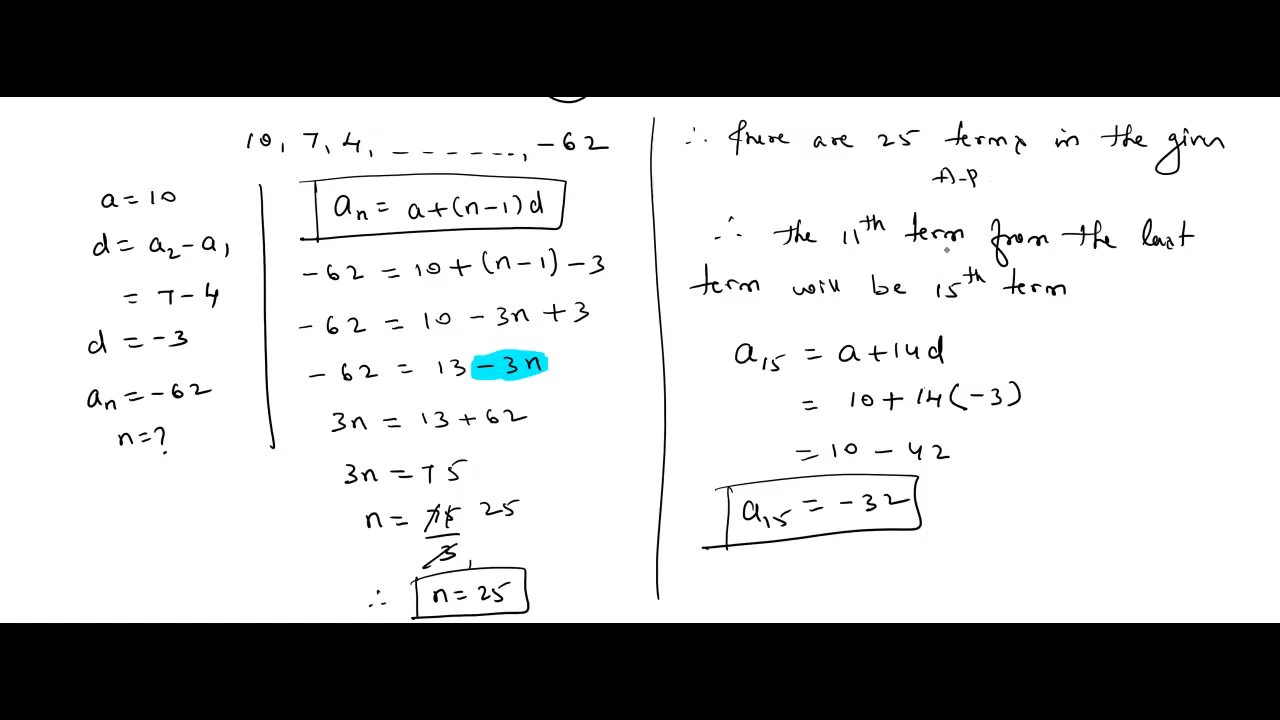 10, 7, 4, _ _ _ _ _ _, -62
a = 10
d = a₂ - a₁
= 7 - 4
d = -3
aₙ = -62
n = ?
aₙ = a + (n - 1) d
-62 = 10 + (n - 1) - 3
-62 = 10 - 3n + 3
-62 = 13 - 3n
3n = 13 + 62
3n = 75
n = 75/3 25
1
∴ n = 25
∴ there are 25 terms in the given
A.P
∴ the 11th term from the last
term will be 15th term
a₁₅ = a + 14d
= 10 + 14(-3)
= 10 - 42
a₁₅ = -32